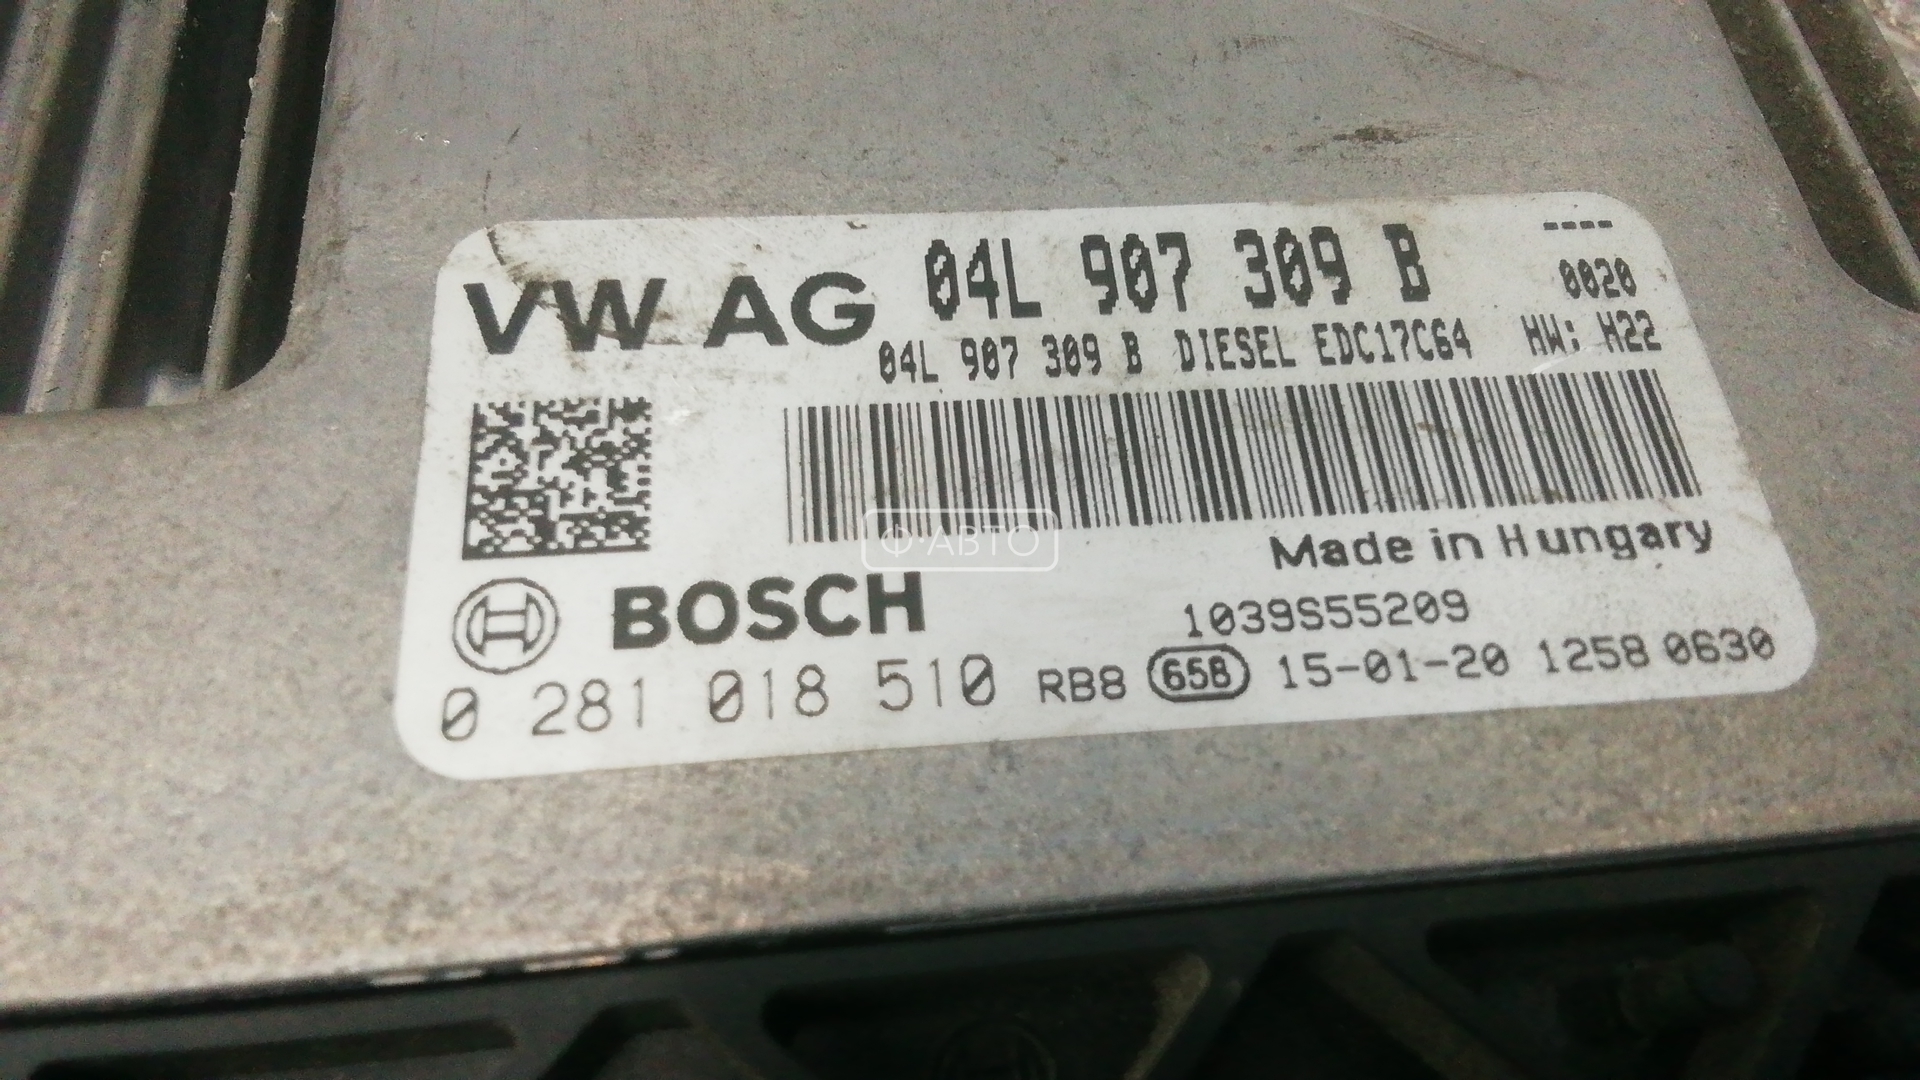 VW AG 04L 907 309 B ----
0020
04L 907 309 B DIESEL EDC17C64 HW: H22
Ф·АВТО
Made in Hungary
BOSCH
1039S55209
0 281 018 510 RB8 65B 15-01-20 1258 0630